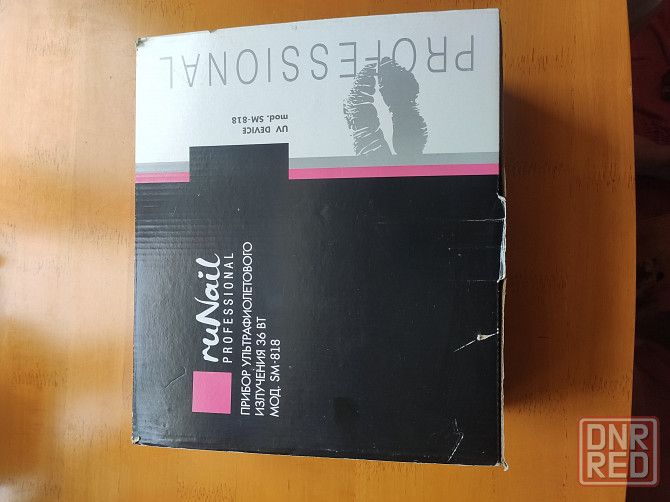 PROFESSIONAL
UV DEVICE
mod. SM-818
ruNail
PROFESSIONAL
ПРИБОР УЛЬТРАФИОЛЕТОВОГО
ИЗЛУЧЕНИЯ 36 ВТ
МОД. SM-818
DNR
RED